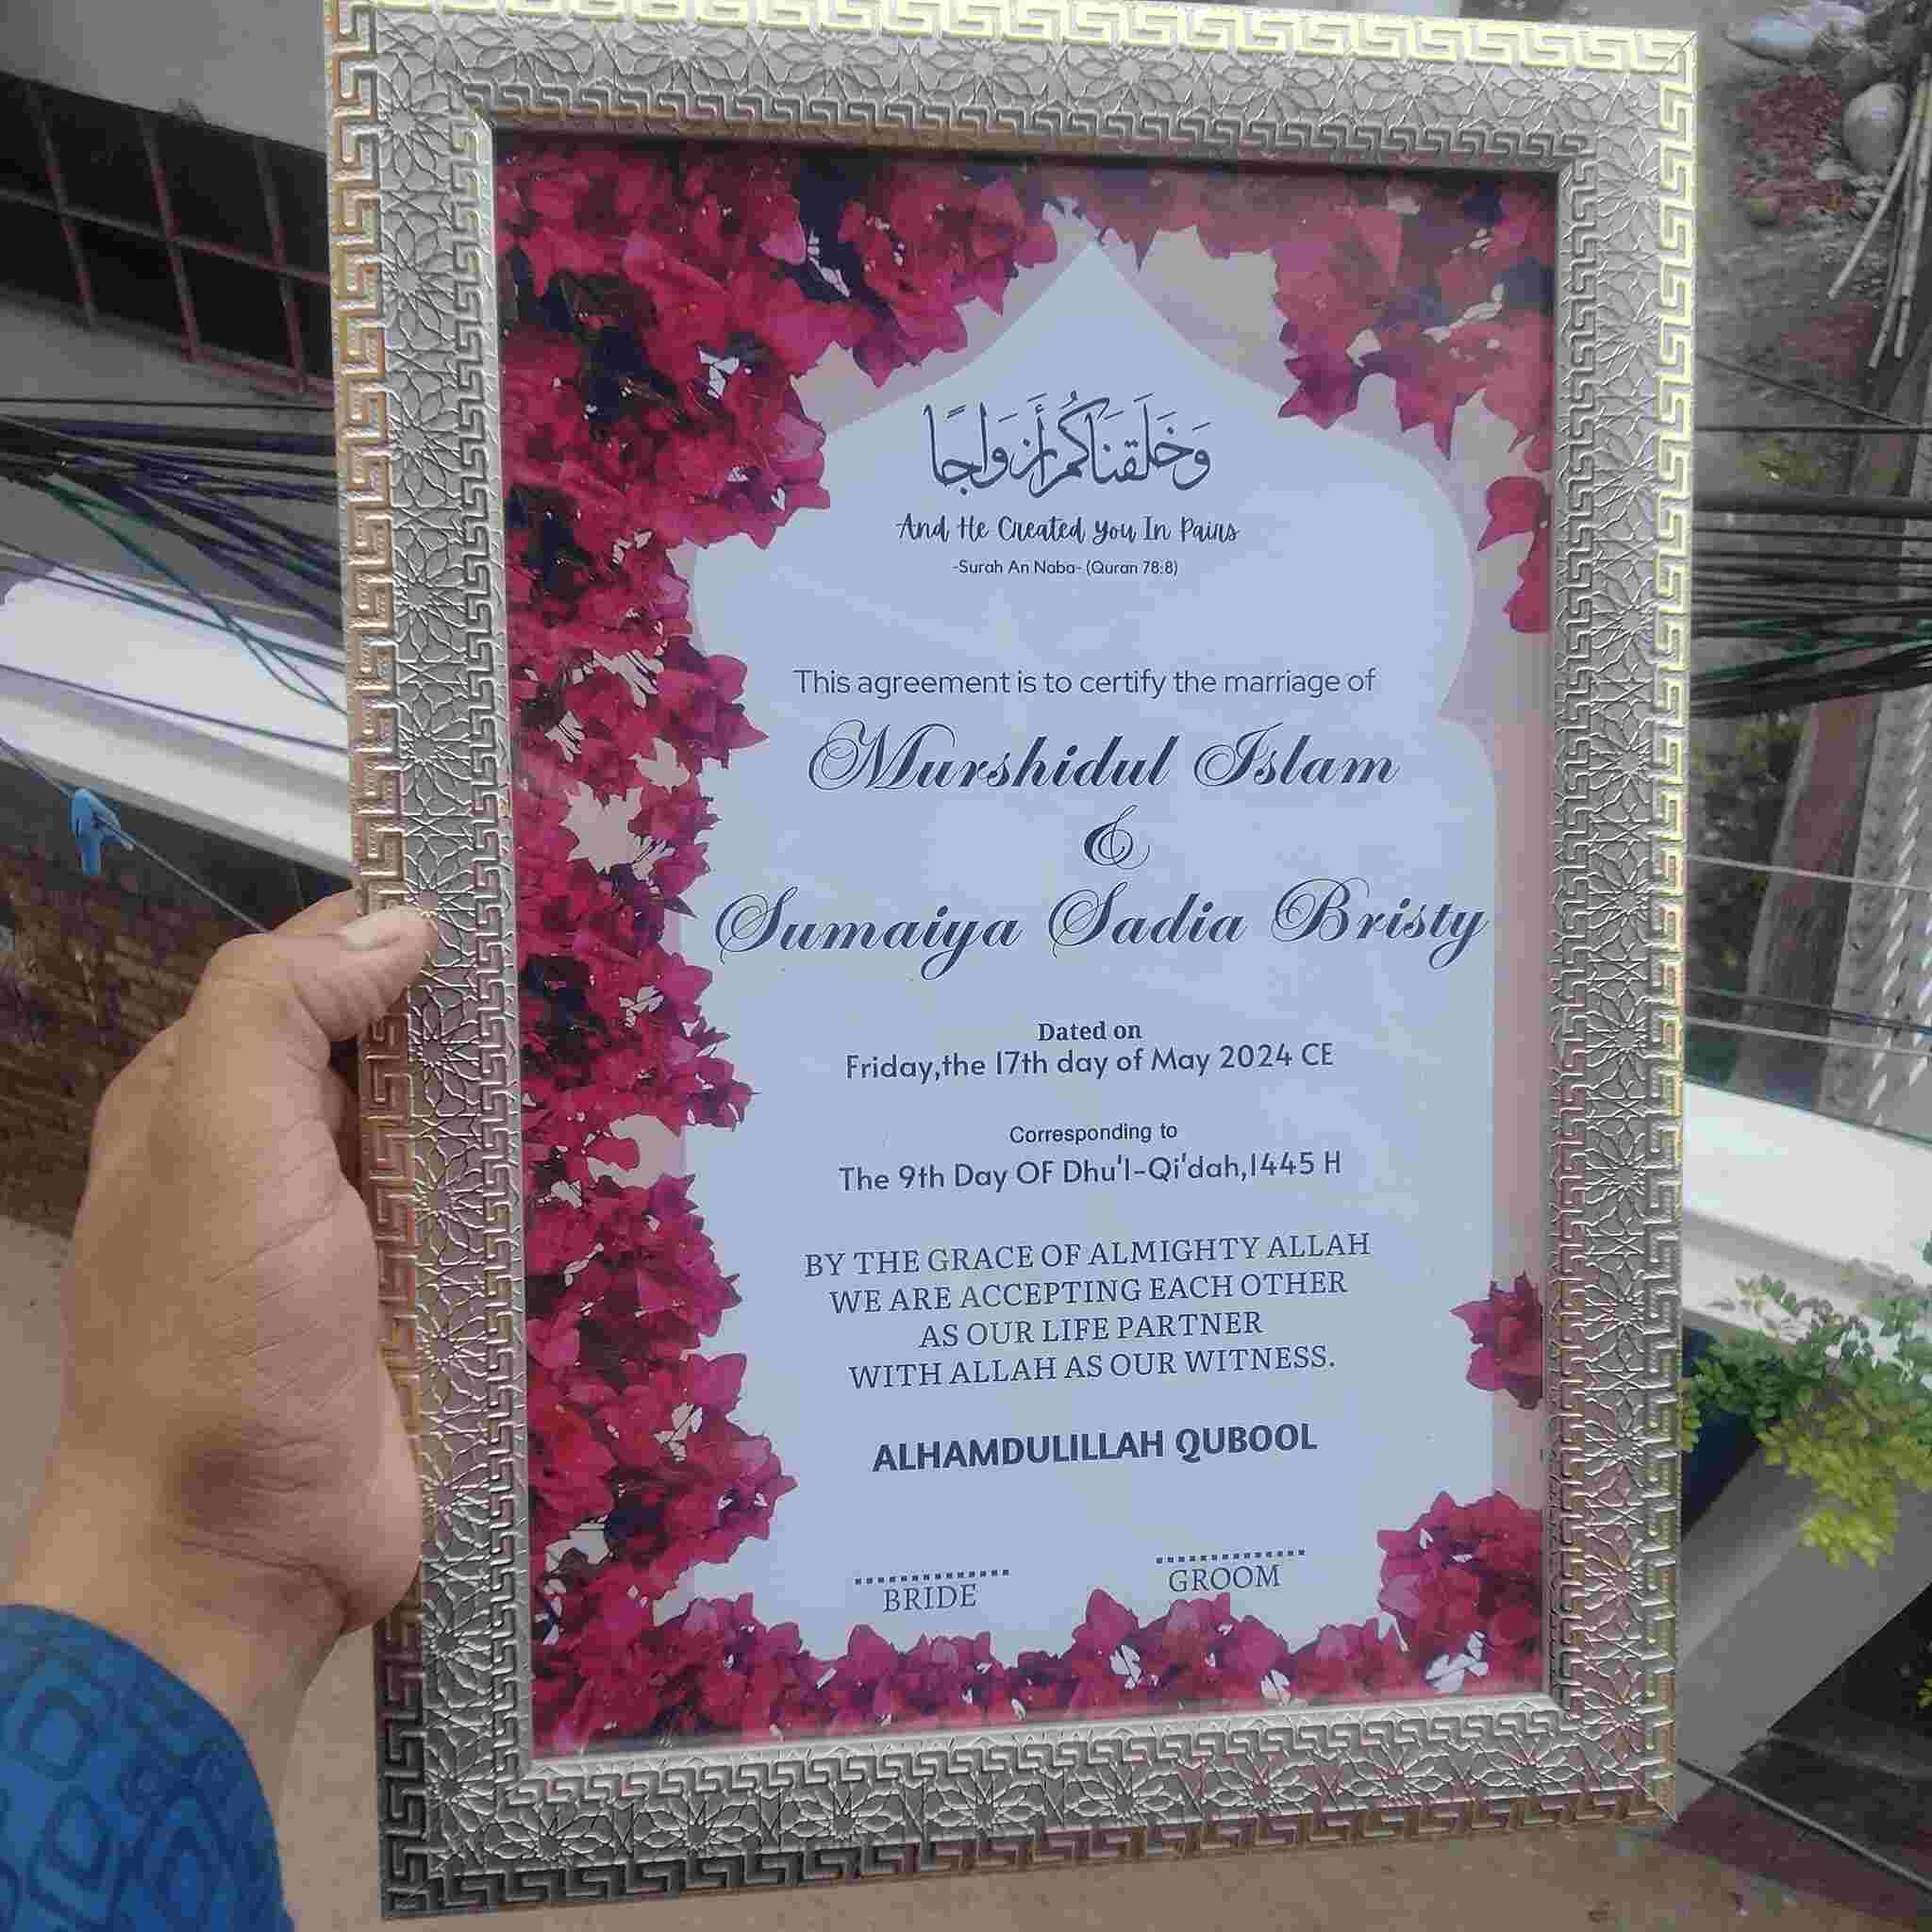 وَخَلَقْنَاكُمْ أَزْوَاجًا
And He Created you In Pairs
-Surah An Naba- (Quran 78:8)
This agreement is to certify the marriage of
Murshidul Islam
&
Sumaiya Sadia Bristy
Dated on
Friday,the 17th day of May 2024 CE
Corresponding to
The 9th Day OF Dhu'l-Qi'dah,1445 H
BY THE GRACE OF ALMIGHTY ALLAH
WE ARE ACCEPTING EACH OTHER
AS OUR LIFE PARTNER
WITH ALLAH AS OUR WITNESS.
ALHAMDULILLAH QUBOOL
BRIDE GROOM